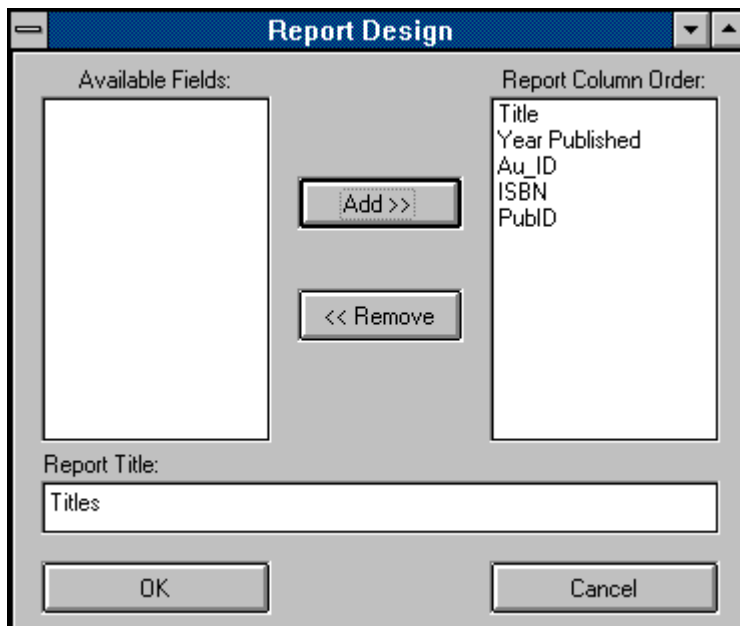 Report Design
Available Fields:
Report Column Order:
Title
Year Published
Au_ID
ISBN
PubID
Add >>
<< Remove
Report Title:
Titles
OK
Cancel